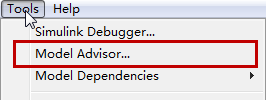 Tools Help
Simulink Debugger...
Model Advisor...
Model Dependencies